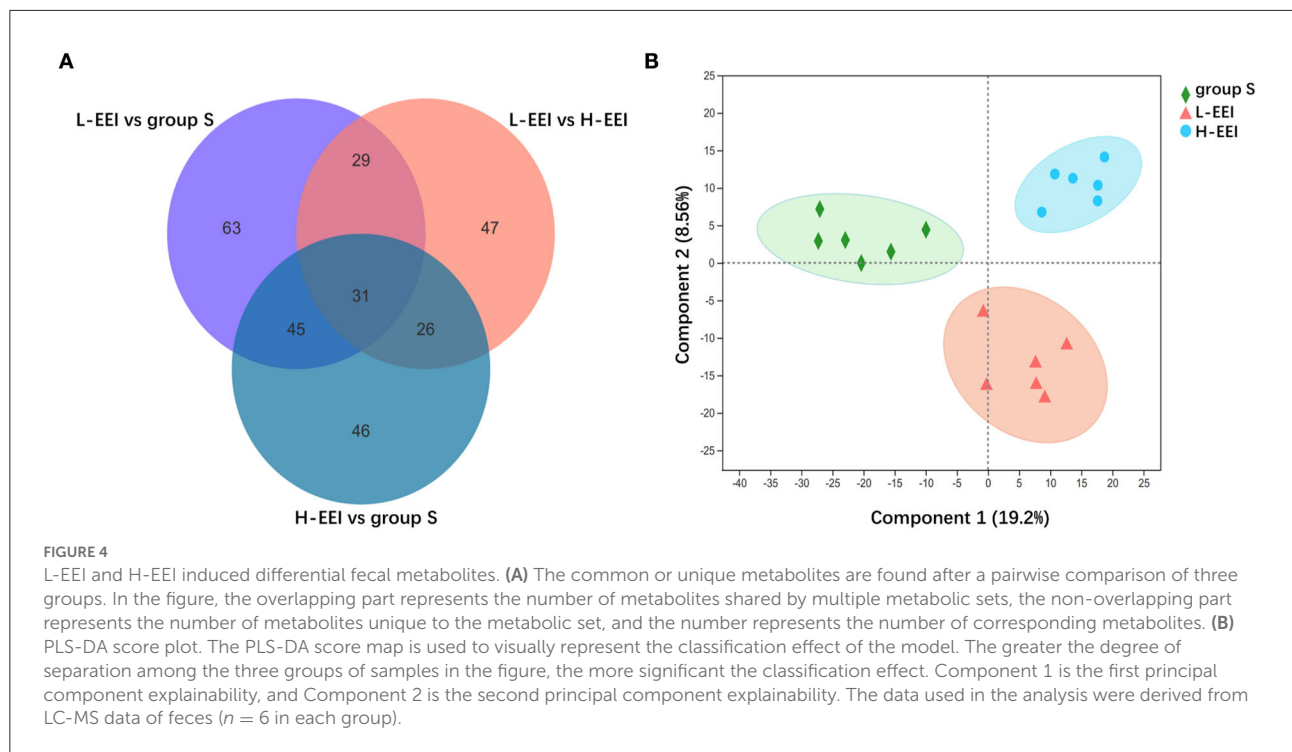 A
L-EEI vs group S
L-EEI vs H-EEI
29
63
47
31
45
26
46
H-EEI vs group S
B
25
20
15
10
5
0
-5
-10
-15
-20
-25
Component 2 (8.56%)
-40 -35 -30 -25 -20 -15 -10 -5 0 5 10 15 20 25
Component 1 (19.2%)
group S
L-EEI
H-EEI
FIGURE 4
L-EEI and H-EEI induced differential fecal metabolites. (A) The common or unique metabolites are found after a pairwise comparison of three
groups. In the figure, the overlapping part represents the number of metabolites shared by multiple metabolic sets, the non-overlapping part
represents the number of metabolites unique to the metabolic set, and the number represents the number of corresponding metabolites. (B)
PLS-DA score plot. The PLS-DA score map is used to visually represent the classification effect of the model. The greater the degree of
separation among the three groups of samples in the figure, the more significant the classification effect. Component 1 is the first principal
component explainability, and Component 2 is the second principal component explainability. The data used in the analysis were derived from
LC-MS data of feces (n = 6 in each group).